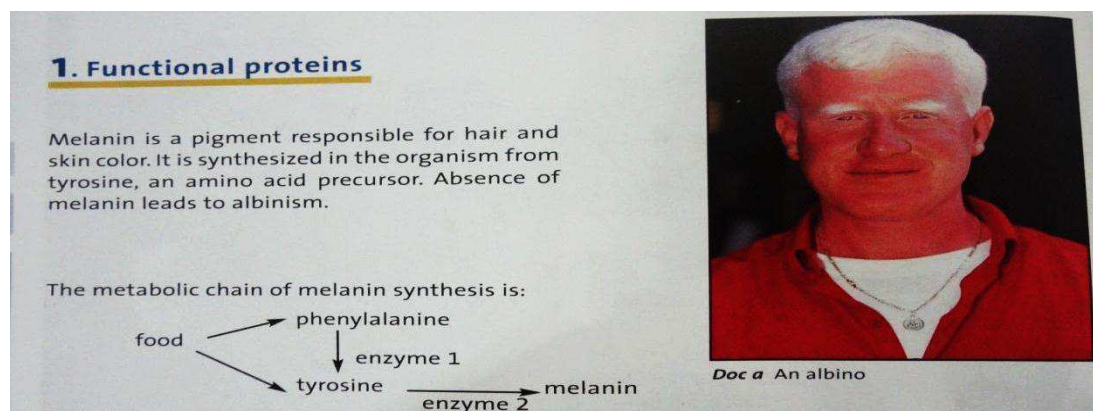 1. Functional proteins
Melanin is a pigment responsible for hair and
skin color. It is synthesized in the organism from
tyrosine, an amino acid precursor. Absence of
melanin leads to albinism.
The metabolic chain of melanin synthesis is:
phenylalanine
food
enzyme 1
tyrosine
melanin
enzyme 2
Doc a An albino